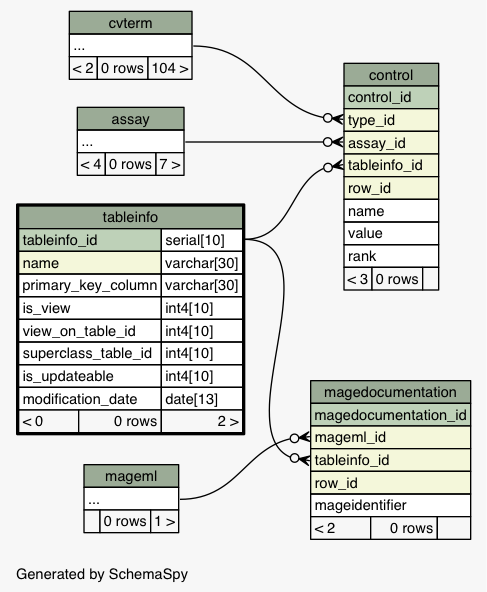 cvterm
...
< 2 0 rows 104 >
control
control_id
type_id
assay_id
tableinfo_id
row_id
name
value
rank
< 3 0 rows
assay
...
< 4 0 rows 7 >
tableinfo
tableinfo_id serial[10]
name varchar[30]
primary_key_column varchar[30]
is_view int4[10]
view_on_table_id int4[10]
superclass_table_id int4[10]
is_updateable int4[10]
modification_date date[13]
< 0 0 rows 2 >
magedocumentation
magedocumentation_id
mageml_id
tableinfo_id
row_id
mageidentifier
< 2 0 rows
mageml
...
0 rows 1 >
Generated by SchemaSpy